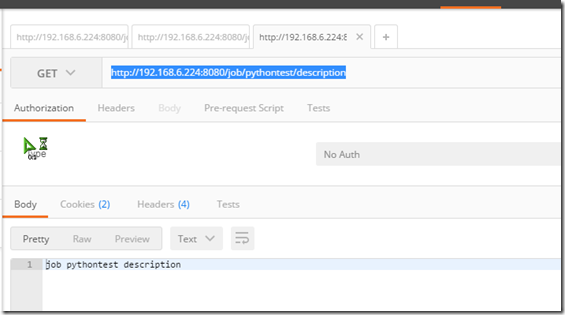 http://192.168.6.224:8080/jo http://192.168.6.224:8080/jo http://192.168.6.224:8
GET http://192.168.6.224:8080/job/pythontest/description
Authorization Headers Body Pre-request Script Tests
Type No Auth
Body Cookies (2) Headers (4) Tests
Pretty Raw Preview Text
1 job pythontest description